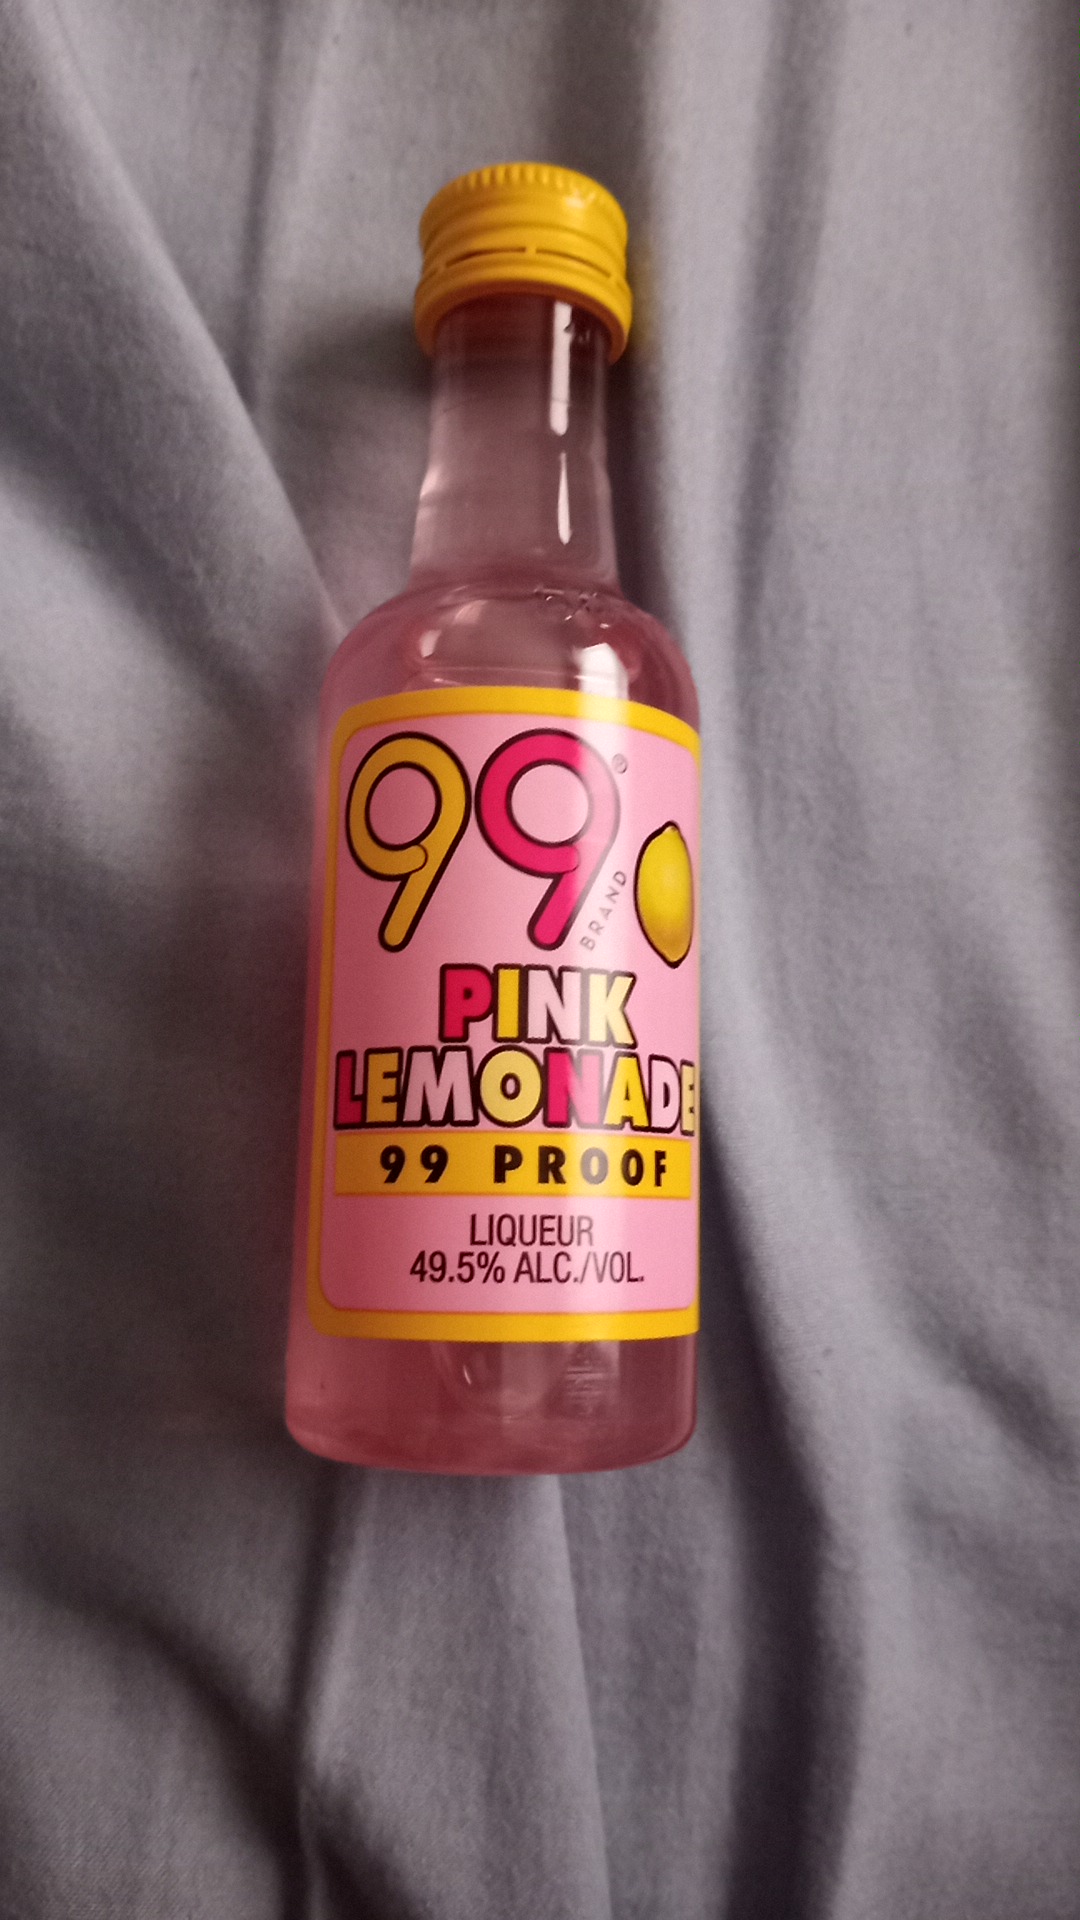 99®
BRAND
PINK
LEMONADE
99 PROOF
LIQUEUR
49.5% ALC./VOL.